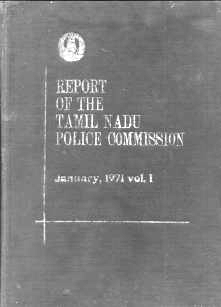 REPORT
OF THE
TAMIL NADU
POLICE COMMISSION
January, 1971 vol. I